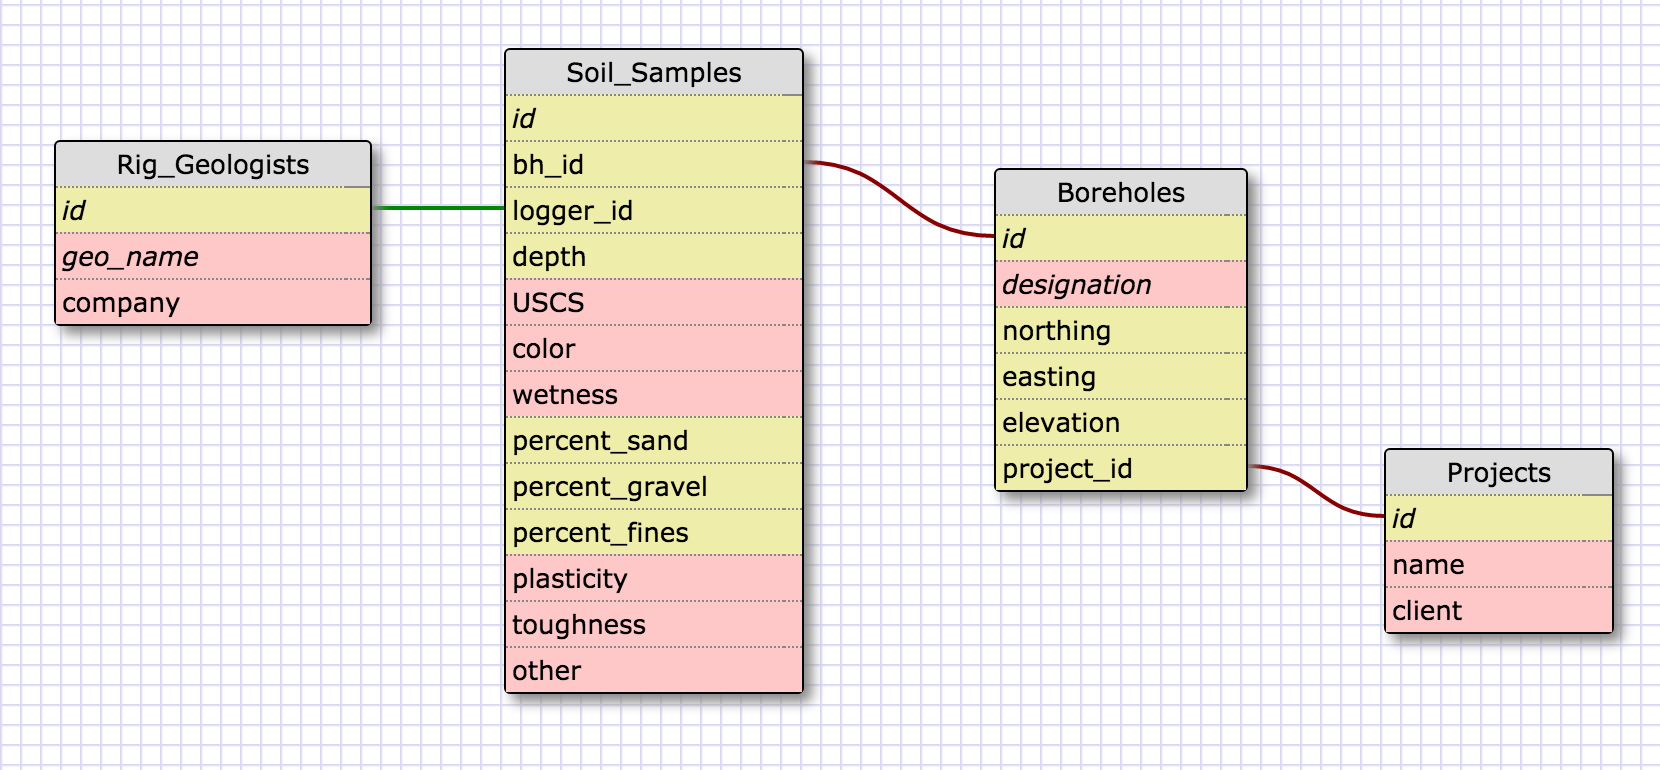 Rig_Geologists
id
geo_name
company
Soil_Samples
id
bh_id
logger_id
depth
USCS
color
wetness
percent_sand
percent_gravel
percent_fines
plasticity
toughness
other
Boreholes
id
designation
northing
easting
elevation
project_id
Projects
id
name
client